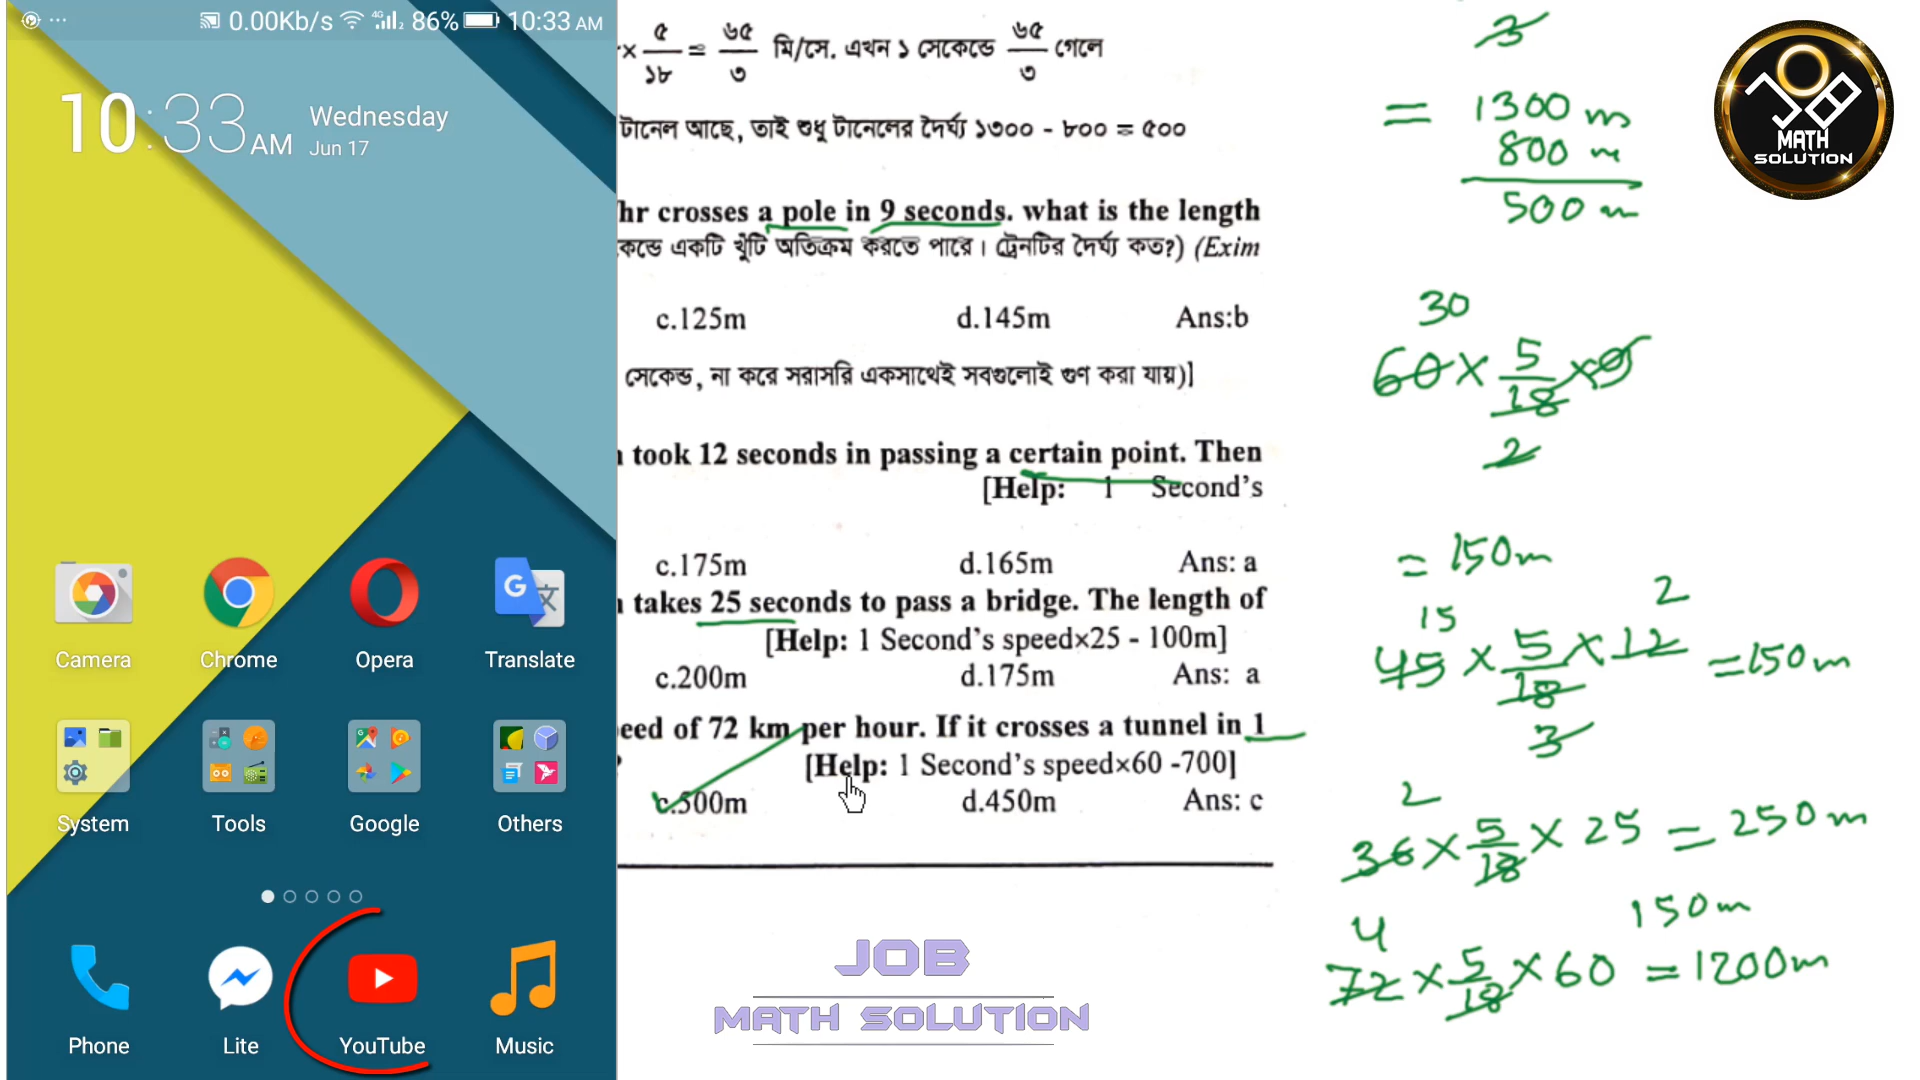 0.00Kb/s 4G 2 86% 10:33 AM
10:33 AM
Wednesday
Jun 17
Camera
Chrome
Opera
Translate
System
Tools
Google
Others
Phone
Lite
YouTube
Music
× ৫/১৮ = ৬৫/৩ মি/সে. এখন ১ সেকেন্ডে ৬৫/৩ গেলে
টানেল আছে, তাই শুধু টানেলের দৈর্ঘ্য ১৩০০ - ৮০০ = ৫০০
hr crosses a pole in 9 seconds. what is the length
কেন্ডে একটি খুঁটি অতিক্রম করতে পারে। ট্রেনটির দৈর্ঘ্য কত?) (Exim
c.125m d.145m Ans:b
সেকেন্ড, না করে সরাসরি একসাথেই সবগুলোই গুণ করা যায়)]
took 12 seconds in passing a certain point. Then
[Help: 1 Second's
c.175m d.165m Ans: a
takes 25 seconds to pass a bridge. The length of
[Help: 1 Second's speed×25 - 100m]
c.200m d.175m Ans: a
eed of 72 km per hour. If it crosses a tunnel in 1
[Help: 1 Second's speed×60 -700]
c.500m d.450m Ans: c
JOB
MATH SOLUTION
3
= 1300 m
800 m
500 m
30
60 × 5/18 × 9
2
= 150m
15 2
45 × 5/18 × 12 = 150m
3
2
36 × 5/18 × 25 = 250m
150m
4
72 × 5/18 × 60 = 1200m
JOB
MATH
SOLUTION